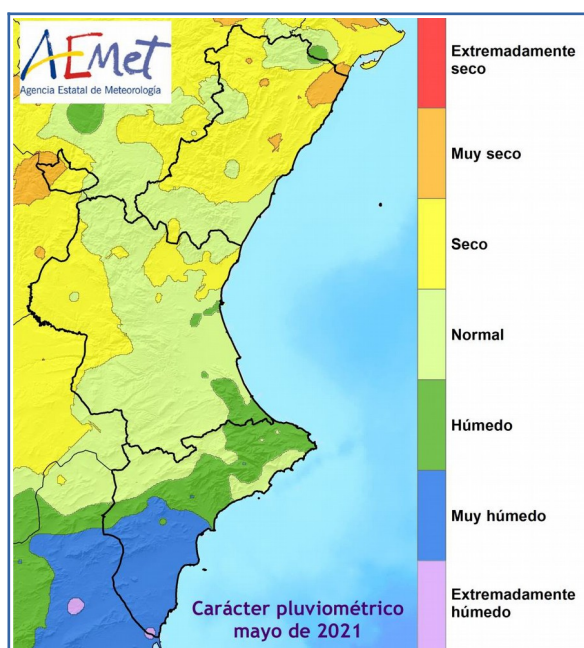 AEMet
Agencia Estatal de Meteorología
Extremadamente
seco
Muy seco
Seco
Normal
Húmedo
Muy húmedo
Extremadamente
húmedo
Carácter pluviométrico
mayo de 2021